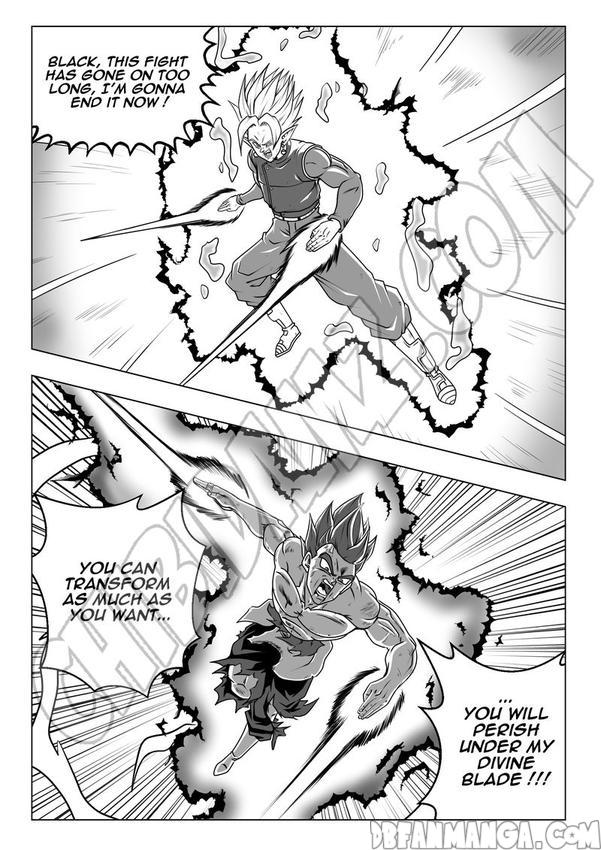 BLACK, THIS FIGHT
HAS GONE ON TOO
LONG, I'M GONNA
END IT NOW !
YOU CAN
TRANSFORM
AS MUCH AS
YOU WANT...
...
YOU WILL
PERISH
UNDER MY
DIVINE
BLADE !!!
DBFANMANGA.COM